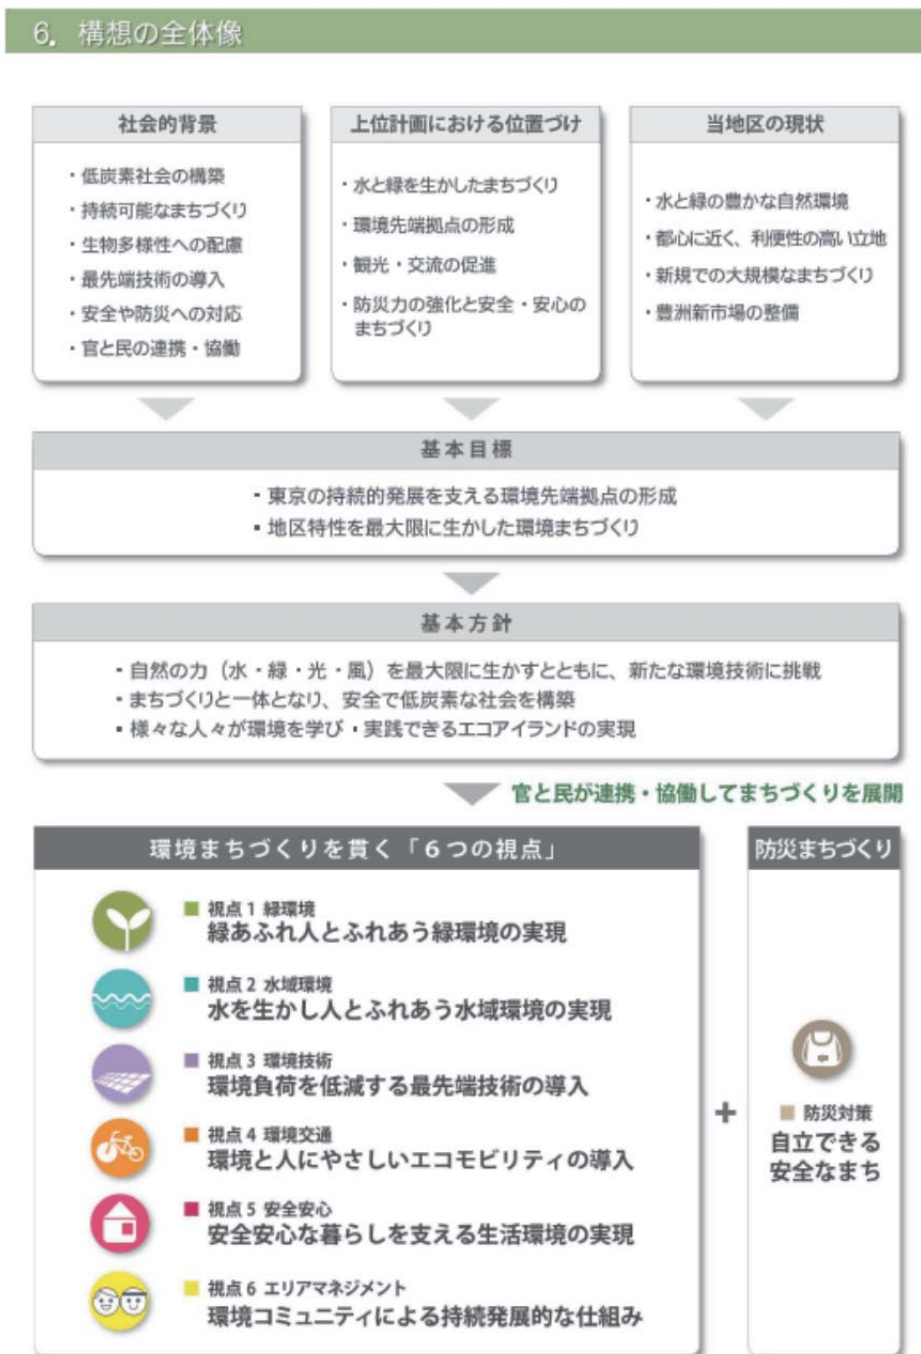 6．構想の全体像
社会的背景
・低炭素社会の構築
・持続可能なまちづくり
・生物多様性への配慮
・最先端技術の導入
・安全や防災への対応
・官と民の連携・協働
上位計画における位置づけ
・水と緑を生かしたまちづくり
・環境先端拠点の形成
・観光・交流の促進
・防災力の強化と安全・安心の
まちづくり
当地区の現状
・水と緑の豊かな自然環境
・都心に近く、利便性の高い立地
・新規での大規模なまちづくり
・豊洲新市場の整備
基本目標
・東京の持続的発展を支える環境先端拠点の形成
・地区特性を最大限に生かした環境まちづくり
基本方針
・自然の力（水・緑・光・風）を最大限に生かすとともに、新たな環境技術に挑戦
・まちづくりと一体となり、安全で低炭素な社会を構築
・様々な人々が環境を学び・実践できるエコアイランドの実現
官と民が連携・協働してまちづくりを展開
環境まちづくりを貫く「6つの視点」
■ 視点1 緑環境
緑あふれ人とふれあう緑環境の実現
■ 視点2 水域環境
水を生かし人とふれあう水域環境の実現
■ 視点3 環境技術
環境負荷を低減する最先端技術の導入
■ 視点4 環境交通
環境と人にやさしいエコモビリティの導入
■ 視点5 安全安心
安全安心な暮らしを支える生活環境の実現
■ 視点6 エリアマネジメント
環境コミュニティによる持続発展的な仕組み
+
防災まちづくり
■ 防災対策
自立できる
安全なまち